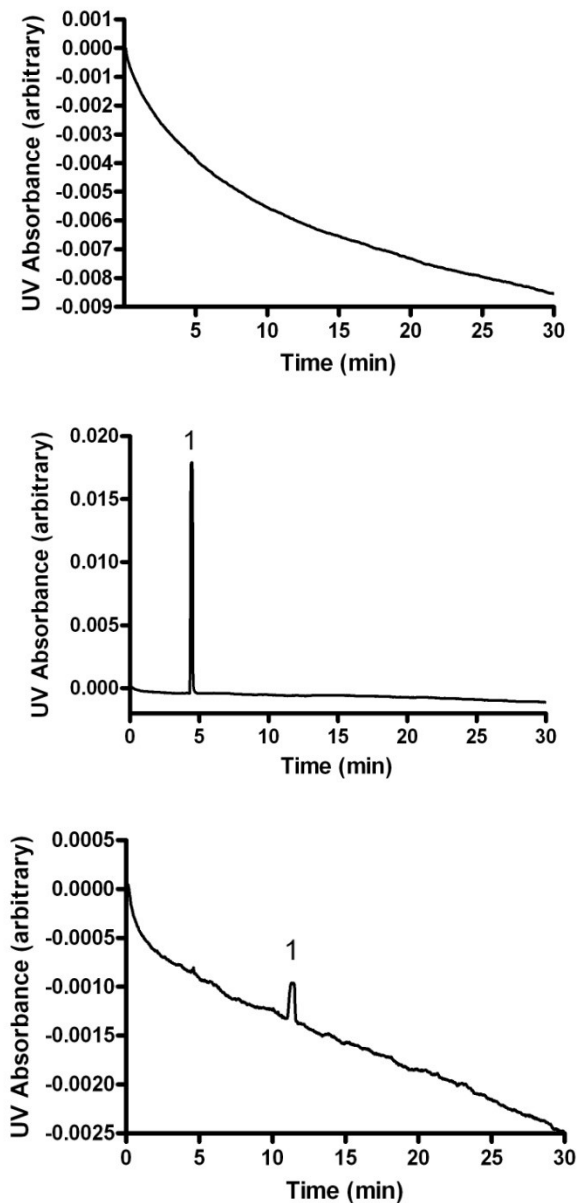 0.001
0.000
-0.001
-0.002
-0.003
-0.004
-0.005
-0.006
-0.007
-0.008
-0.009
UV Absorbance (arbitrary)
5 10 15 20 25 30
Time (min)
1
0.020
0.015
0.010
0.005
0.000
UV Absorbance (arbitrary)
0 5 10 15 20 25 30
Time (min)
0.0005
0.0000
-0.0005
-0.0010
-0.0015
-0.0020
-0.0025
UV Absorbance (arbitrary)
1
0 5 10 15 20 25 30
Time (min)